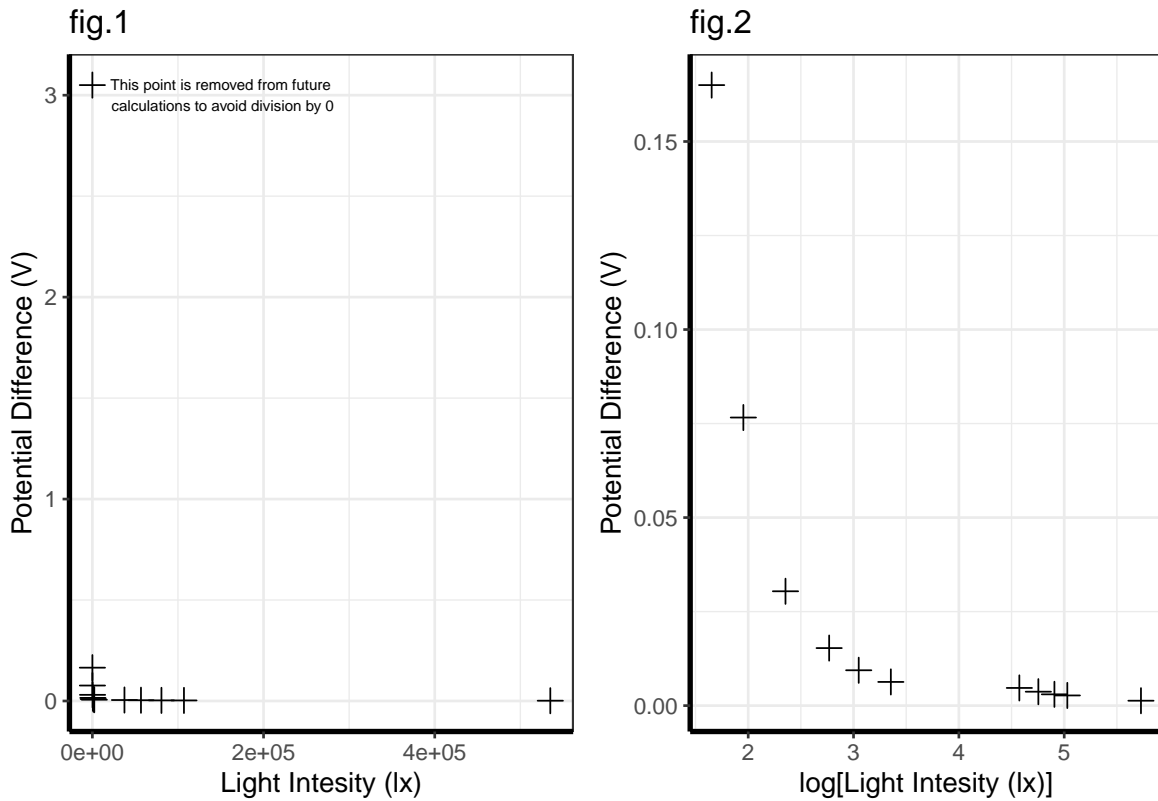 fig.1
This point is removed from future
calculations to avoid division by 0
3
2
1
0
Potential Difference (V)
0e+00 2e+05 4e+05
Light Intesity (lx)
fig.2
0.15
0.10
0.05
0.00
Potential Difference (V)
2 3 4 5
log[Light Intesity (lx)]